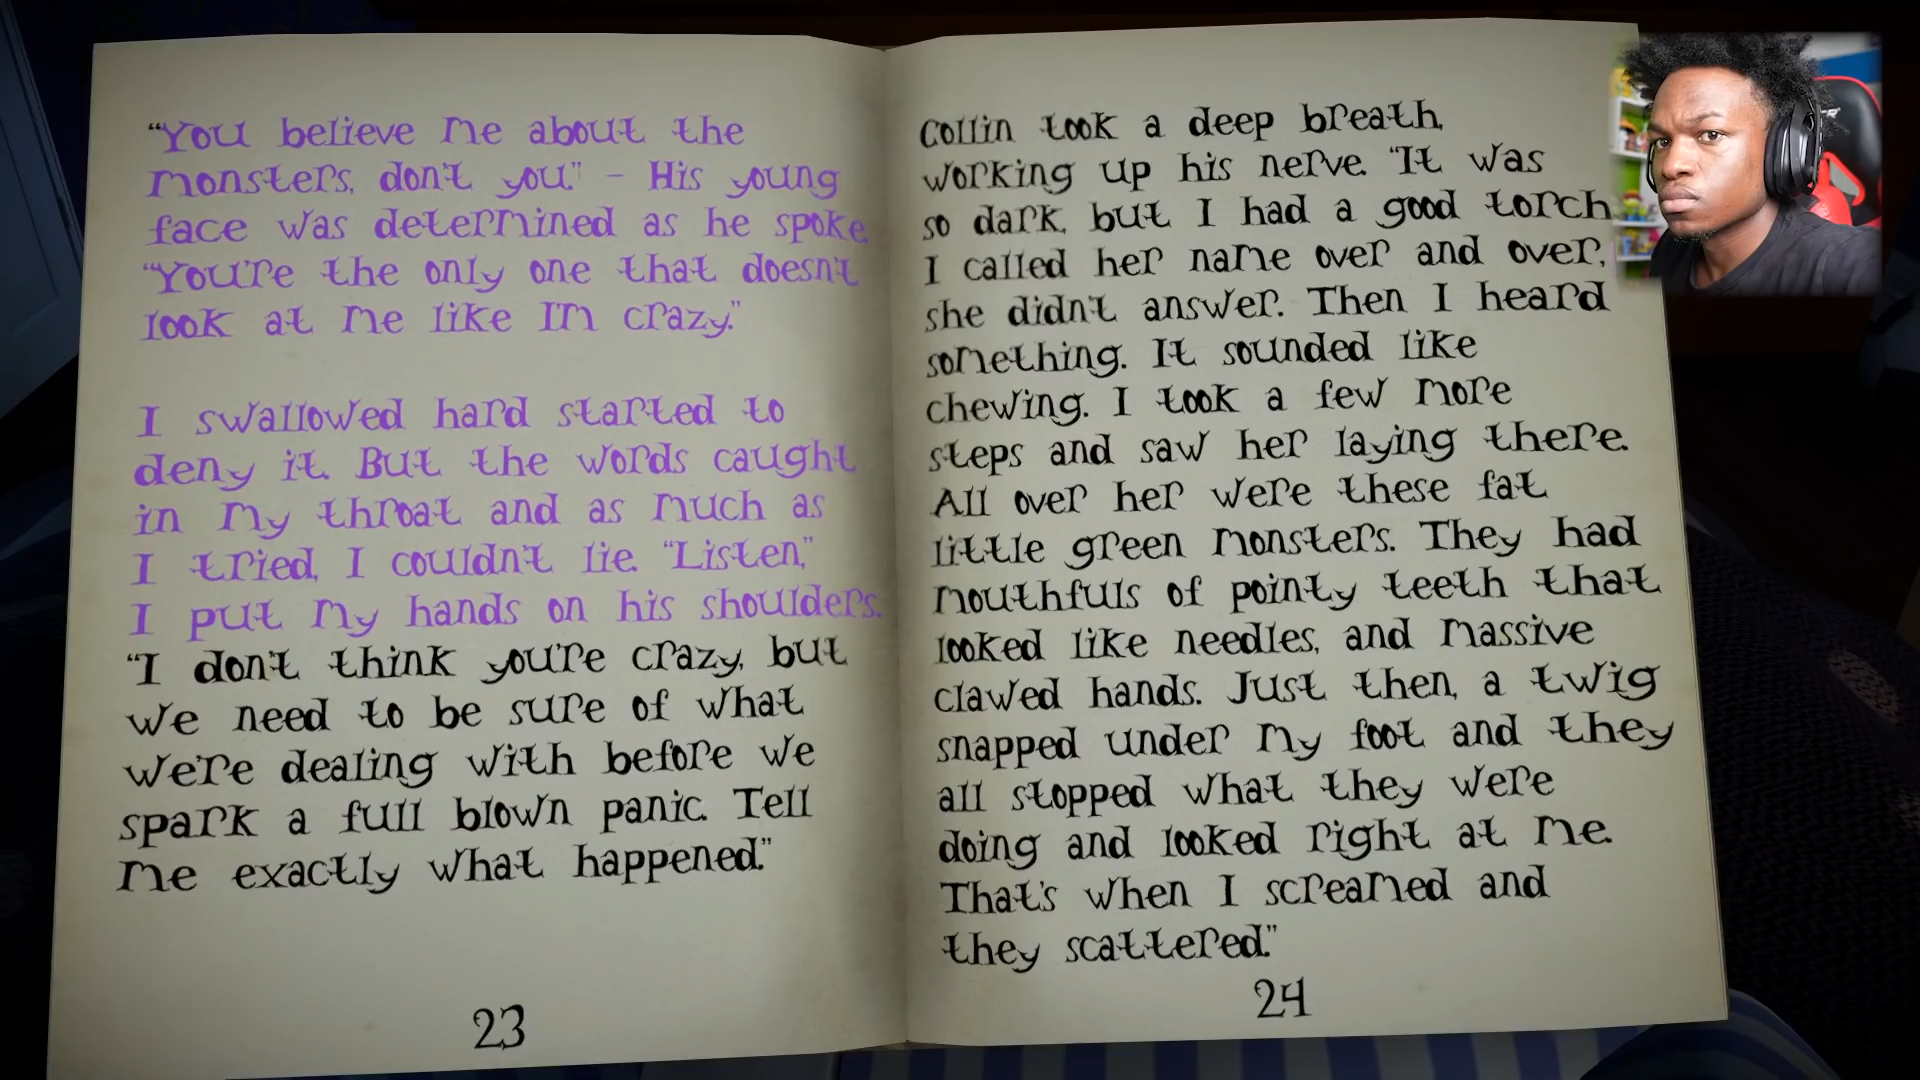 “You believe me about the
monsters, don't you.” - His young
face was determined as he spoke.
“You're the only one that doesn't
look at me like I'm crazy.”
I swallowed hard started to
deny it. But the words caught
in my throat and as much as
I tried, I couldn't lie. “Listen,”
I put my hands on his shoulders.
“I don't think you're crazy, but
we need to be sure of what
we're dealing with before we
spark a full blown panic. Tell
me exactly what happened.”
23
Collin took a deep breath,
working up his nerve. “It was
so dark, but I had a good torch.
I called her name over and over,
she didn't answer. Then I heard
something. It sounded like
chewing. I took a few more
steps and saw her laying there.
All over her were these fat
little green monsters. They had
mouthfuls of pointy teeth that
looked like needles, and massive
clawed hands. Just then, a twig
snapped under my foot and they
all stopped what they were
doing and looked right at me.
That's when I screamed and
they scattered.”
24